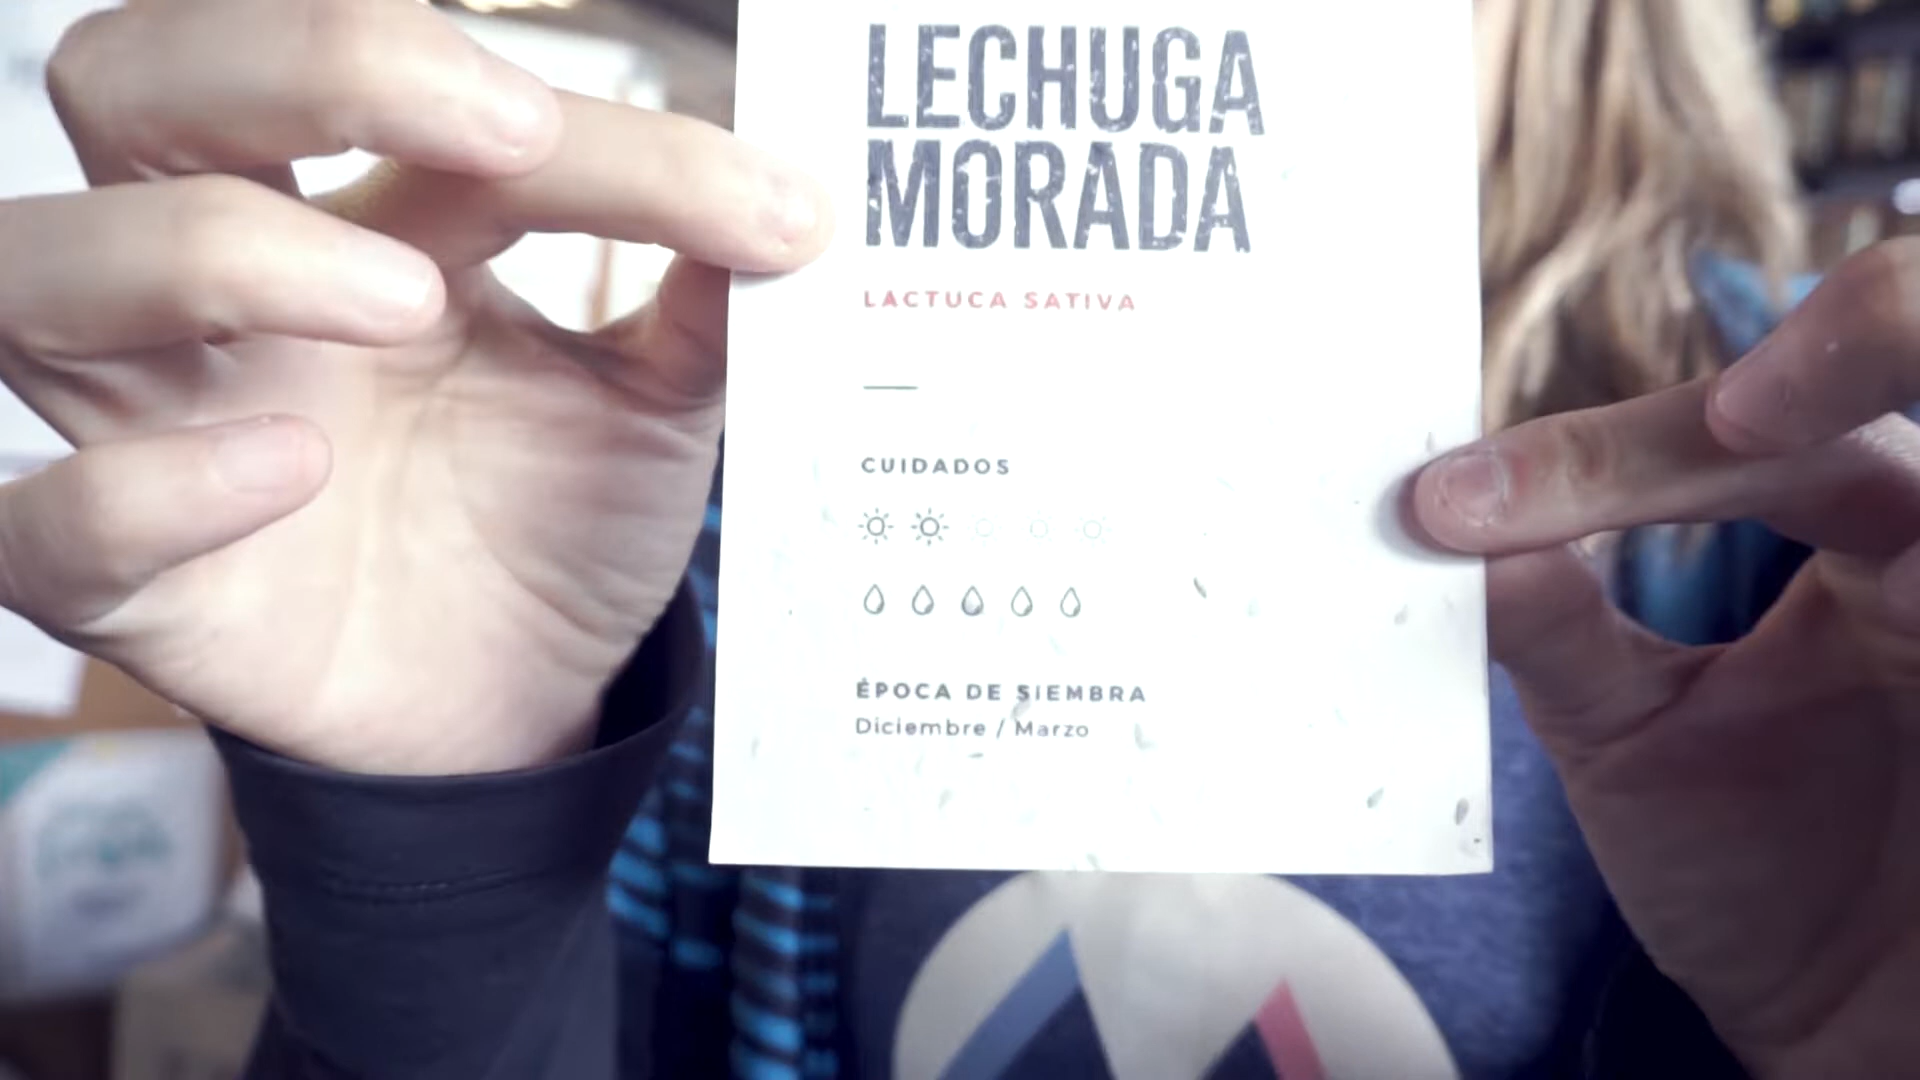 LECHUGA
MORADA
LACTUCA SATIVA
CUIDADOS
ÉPOCA DE SIEMBRA
Diciembre / Marzo